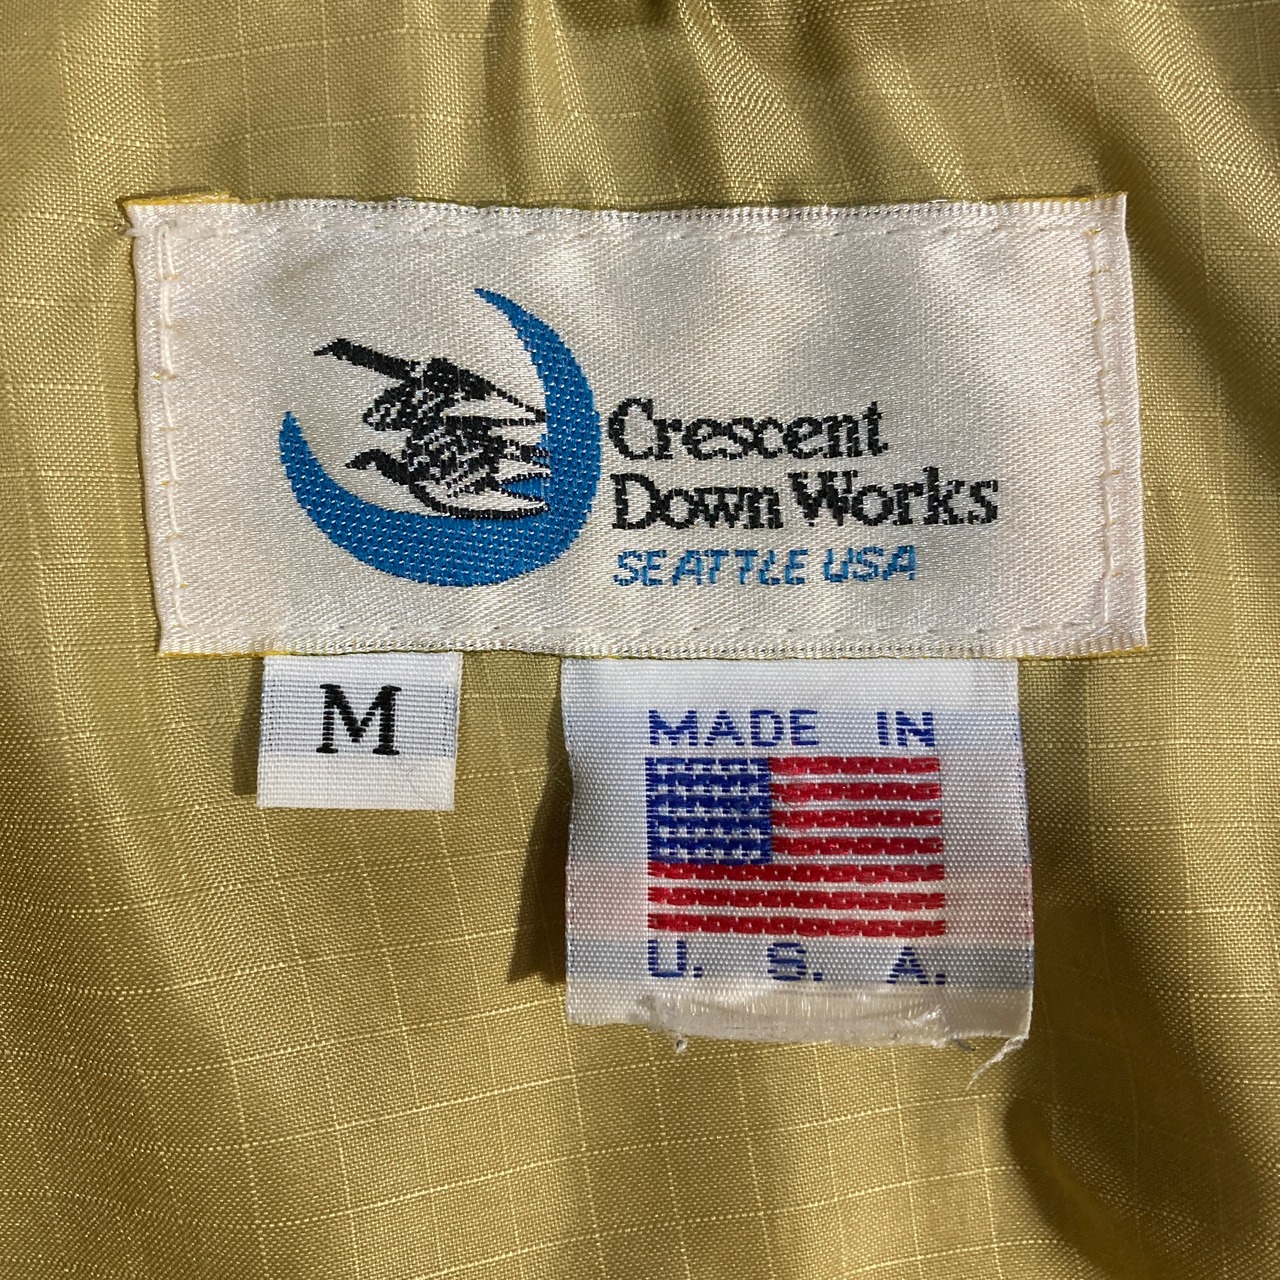 Crescent
Down Works
SEATTLE USA
M
MADE IN
U. S. A.